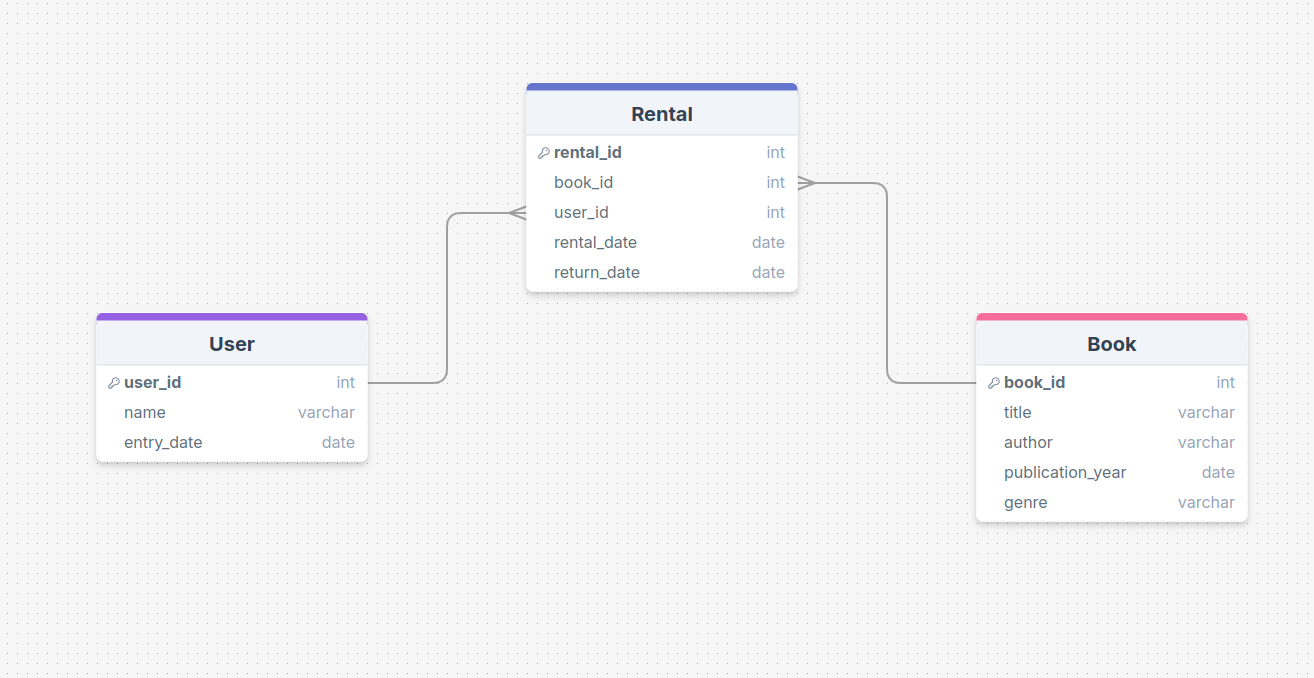 Rental
rental_id int
book_id int
user_id int
rental_date date
return_date date
User
user_id int
name varchar
entry_date date
Book
book_id int
title varchar
author varchar
publication_year date
genre varchar